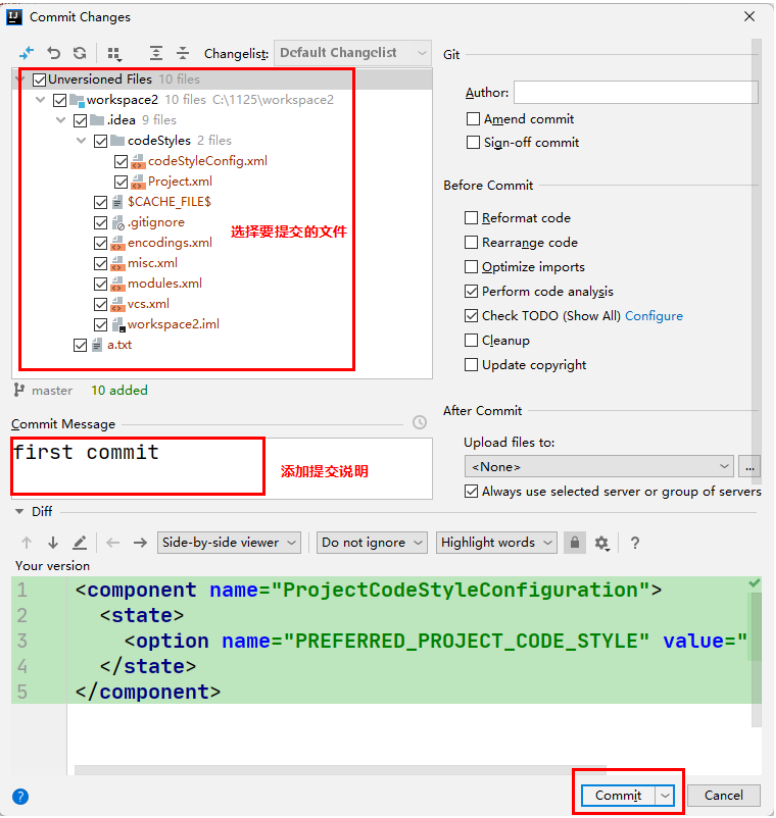 Commit Changes
Changelist: Default Changelist
Unversioned Files 10 files
workspace2 10 files C:\1125\workspace2
.idea 9 files
codeStyles 2 files
codeStyleConfig.xml
Project.xml
$CACHE_FILE$
.gitignore
选择要提交的文件
encodings.xml
misc.xml
modules.xml
vcs.xml
workspace2.iml
a.txt
master 10 added
Commit Message
first commit
添加提交说明
Git
Author:
Amend commit
Sign-off commit
Before Commit
Reformat code
Rearrange code
Optimize imports
Perform code analysis
Check TODO (Show All) Configure
Cleanup
Update copyright
After Commit
Upload files to:
<None>
...
Always use selected server or group of servers
Diff
Side-by-side viewer Do not ignore Highlight words ?
Your version
1 <component name="ProjectCodeStyleConfiguration">
2 <state>
3 <option name="PREFERRED_PROJECT_CODE_STYLE" value="
4 </state>
5 </component>
? Commit Cancel